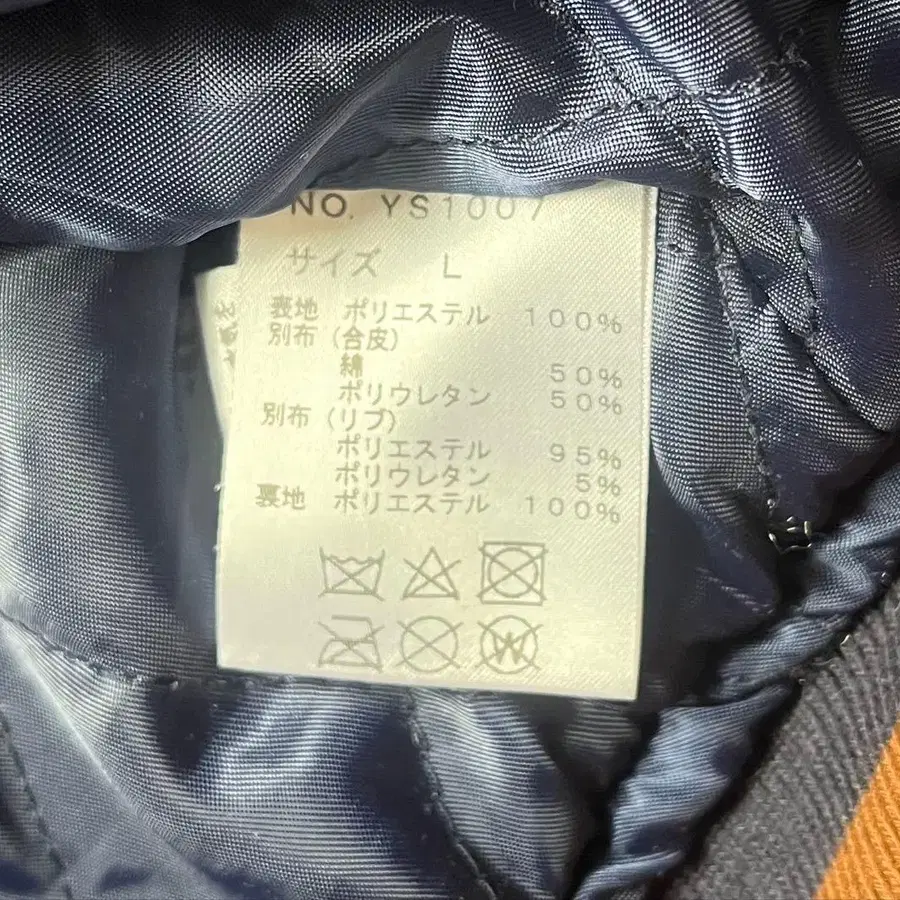 NO. YS1007
サイズ L
表地 ポリエステル 100%
別布(合皮)
綿 50%
ポリウレタン 50%
別布(リブ)
ポリエステル 95%
ポリウレタン 5%
裏地 ポリエステル 100%
W